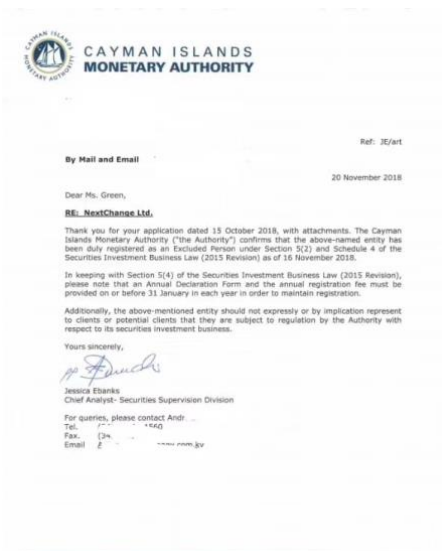 CAYMAN ISLANDS
MONETARY AUTHORITY
Ref: JE/art
By Mail and Email
20 November 2018
Dear Ms. Green,
RE: NextChange Ltd.
Thank you for your application dated 15 October 2018, with attachments. The Cayman
Islands Monetary Authority ("the Authority") confirms that the above-named entity has
been duly registered as an Excluded Person under Section 5(2) and Schedule 4 of the
Securities Investment Business Law (2015 Revision) as of 16 November 2018.
In keeping with Section 5(4) of the Securities Investment Business Law (2015 Revision),
please note that an Annual Declaration Form and the annual registration fee must be
provided on or before 31 January in each year in order to maintain registration.
Additionally, the above-mentioned entity should not expressly or by implication represent
to clients or potential clients that they are subject to regulation by the Authority with
respect to its securities investment business.
Yours sincerely,
Jessica Ebanks
Chief Analyst- Securities Supervision Division
For queries, please contact Andr
Tel.
Fax.
Email